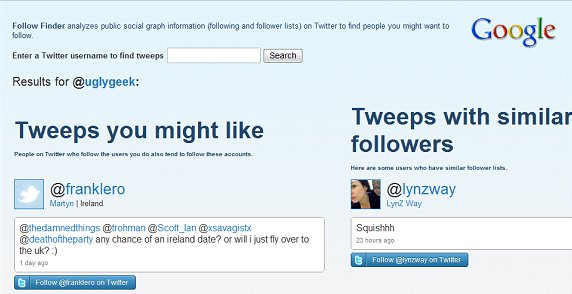 Follow Finder analyzes public social graph information (following and follower lists) on Twitter to find people you might want to
follow.
Google
Enter a Twitter username to find tweeps
Search
Results for @uglygeek:
Tweeps you might like
People on Twitter who follow the users you do also tend to follow these accounts.
@franklero
Martyn | Ireland
@thedamnedthings @trohman @Scott_Ian @xsavagistx
@deathoftheparty any chance of an ireland date? or will i just fly over
to the uk? :)
1 day ago
Follow @franklero on Twitter
Tweeps with similar
followers
Here are some users who have similar follower lists.
@lynzway
LynZ Way
Squishhh
23 hours ago
Follow @lynzway on Twitter